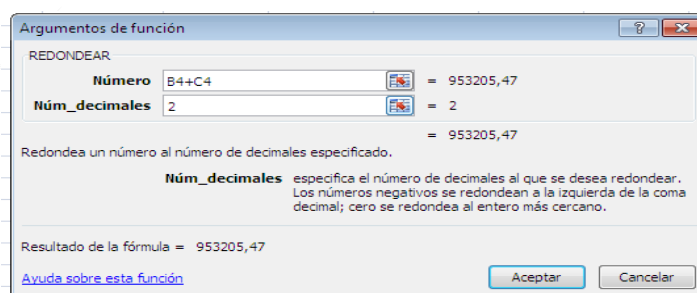 Argumentos de función
REDONDEAR
Número B4+C4 = 953205,47
Núm_decimales 2 = 2
= 953205,47
Redondea un número al número de decimales especificado.
Núm_decimales especifica el número de decimales al que se desea redondear.
Los números negativos se redondean a la izquierda de la coma
decimal; cero se redondea al entero más cercano.
Resultado de la fórmula = 953205,47
Ayuda sobre esta función Aceptar Cancelar